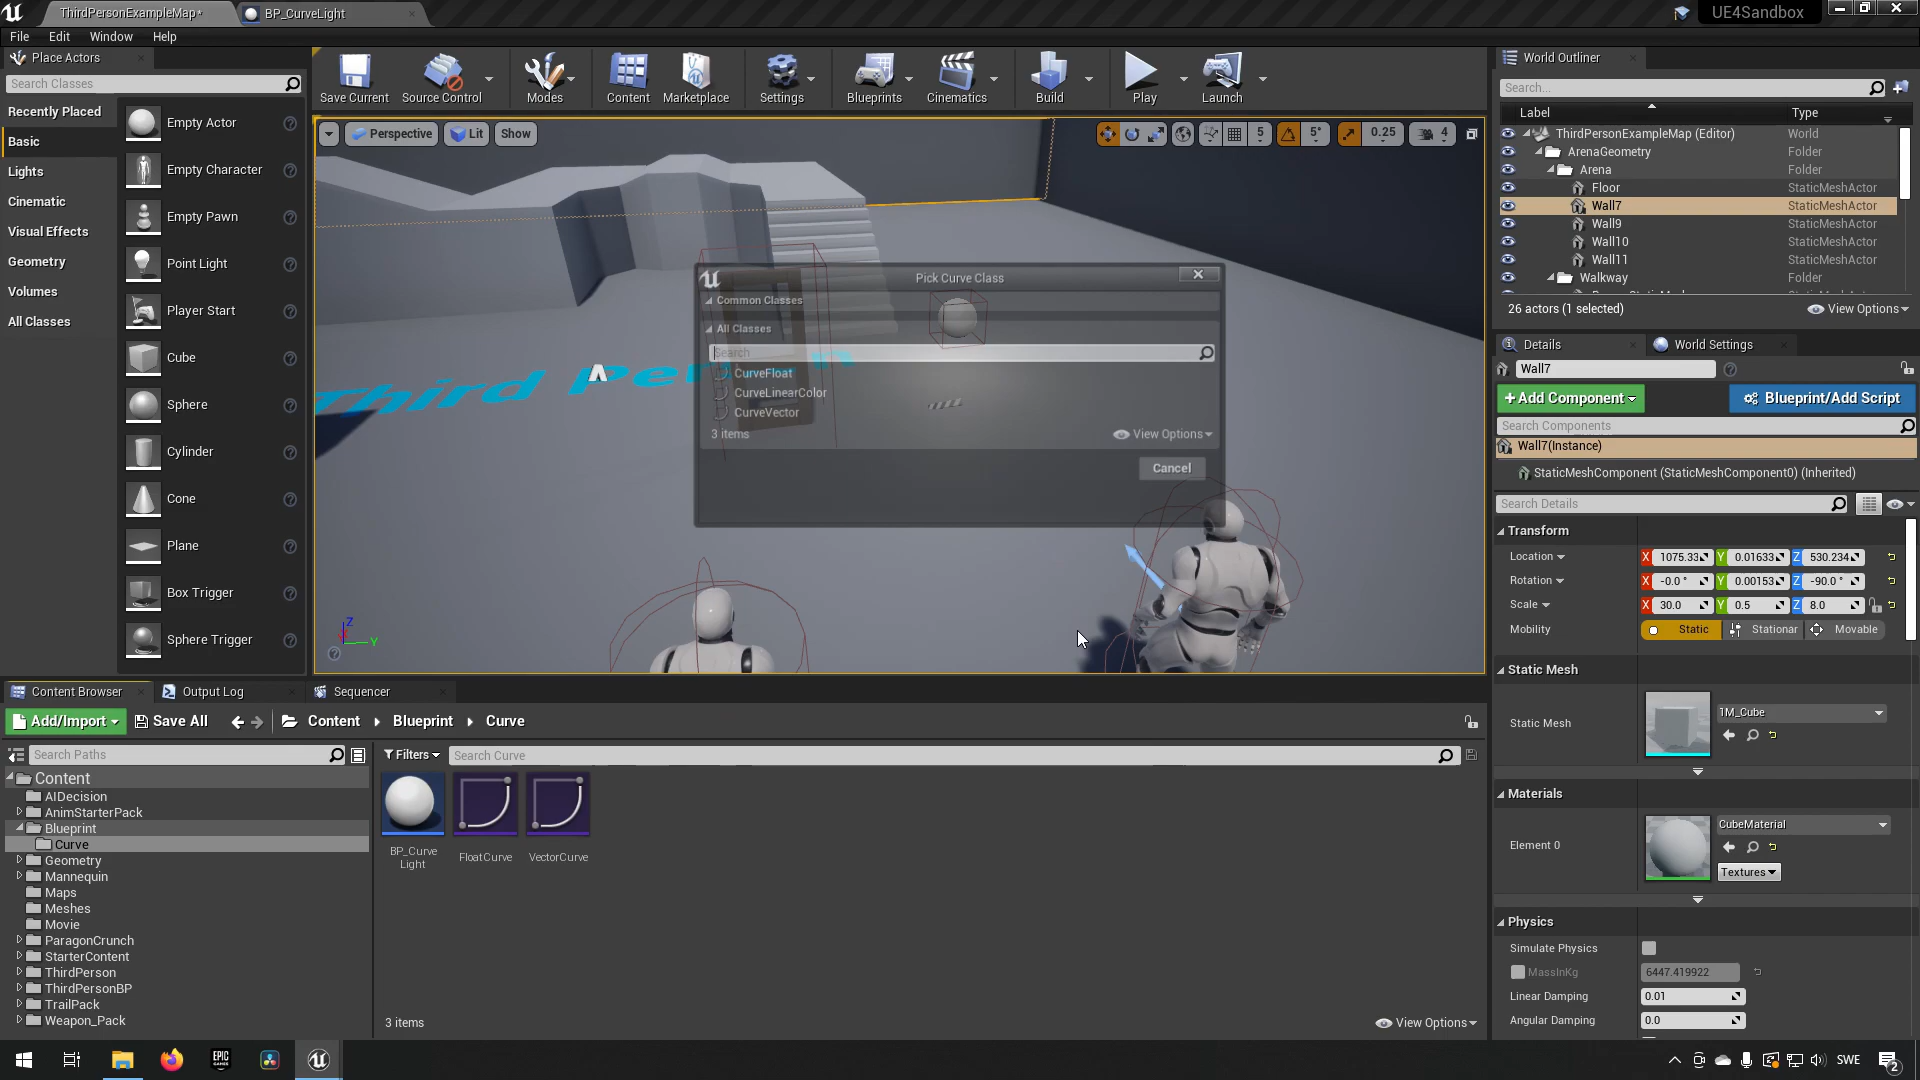 ThirdPersonExampleMap*
BP_CurveLight
UE4Sandbox
File Edit Window Help
Place Actors
Search Classes
Recently Placed
Basic
Lights
Cinematic
Visual Effects
Geometry
Volumes
All Classes
Empty Actor
Empty Character
Empty Pawn
Point Light
Player Start
Cube
Sphere
Cylinder
Cone
Plane
Box Trigger
Sphere Trigger
Save Current
Source Control
Modes
Content
Marketplace
Settings
Blueprints
Cinematics
Build
Play
Launch
Perspective
Lit
Show
5
5°
0.25
4
Third Per n
Z
X
Y
Pick Curve Class
Common Classes
All Classes
Search
CurveFloat
CurveLinearColor
CurveVector
3 items
View Options
Cancel
World Outliner
Search...
Label Type
ThirdPersonExampleMap (Editor) World
ArenaGeometry Folder
Arena Folder
Floor StaticMeshActor
Wall7 StaticMeshActor
Wall9 StaticMeshActor
Wall10 StaticMeshActor
Wall11 StaticMeshActor
Walkway Folder
26 actors (1 selected)
View Options
Details
World Settings
Wall7
+Add Component
Blueprint/Add Script
Search Components
Wall7(Instance)
StaticMeshComponent (StaticMeshComponent0) (Inherited)
Search Details
Transform
Location X 1075.33 Y 0.01633 Z 530.234
Rotation X -0.0 ° Y 0.00153 Z -90.0 °
Scale X 30.0 Y 0.5 Z 8.0
Mobility Static Stationar Movable
Static Mesh
Static Mesh
1M_Cube
Materials
Element 0
CubeMaterial
Textures
Physics
Simulate Physics
MassInKg 6447.419922
Linear Damping 0.01
Angular Damping 0.0
Content Browser
Output Log
Sequencer
Add/Import
Save All
Content
Blueprint
Curve
Search Paths
Filters
Search Curve
Content
AIDecision
AnimStarterPack
Blueprint
Curve
Geometry
Mannequin
Maps
Meshes
Movie
ParagonCrunch
StarterContent
ThirdPerson
ThirdPersonBP
TrailPack
Weapon_Pack
BP_Curve
Light
FloatCurve
VectorCurve
3 items
View Options
EPIC
GAMES
SWE
2